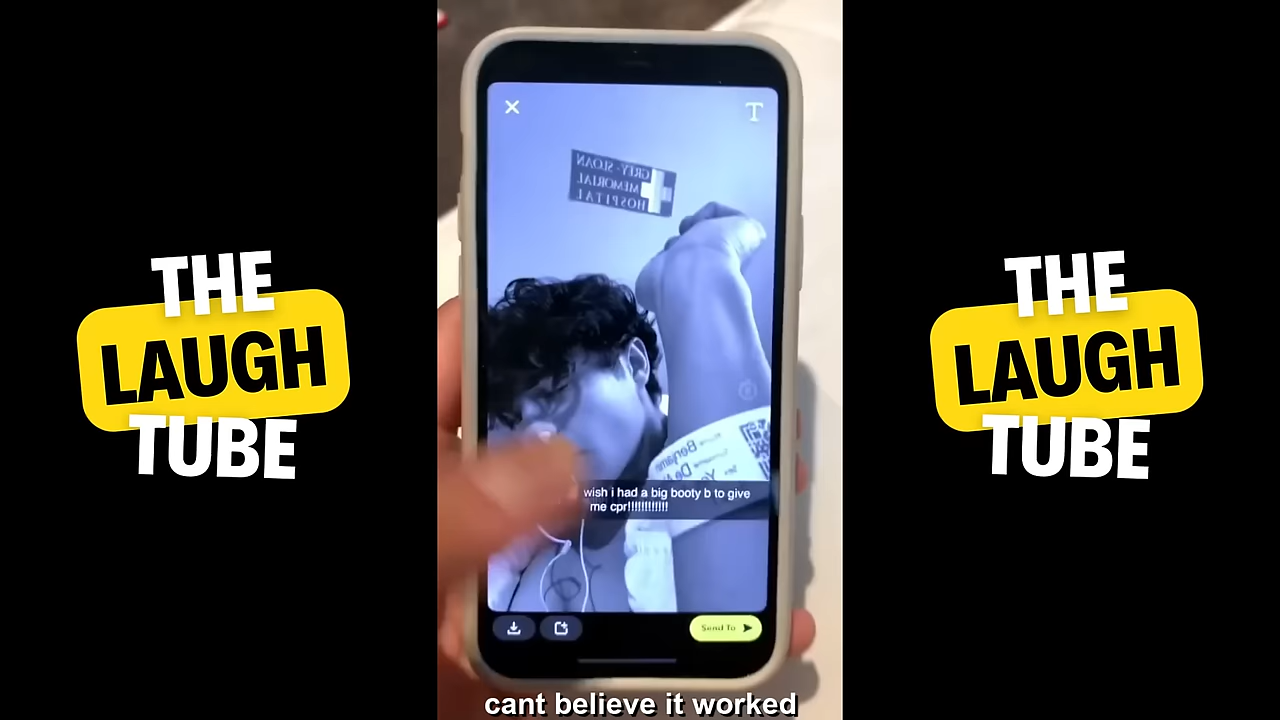 THE
LAUGH
TUBE
T
GREY-SLOAN
MEMORIAL
HOSPITAL
wish i had a big booty b to give
me cpr!!!!!!!!!!!!
Send To
cant believe it worked
THE
LAUGH
TUBE